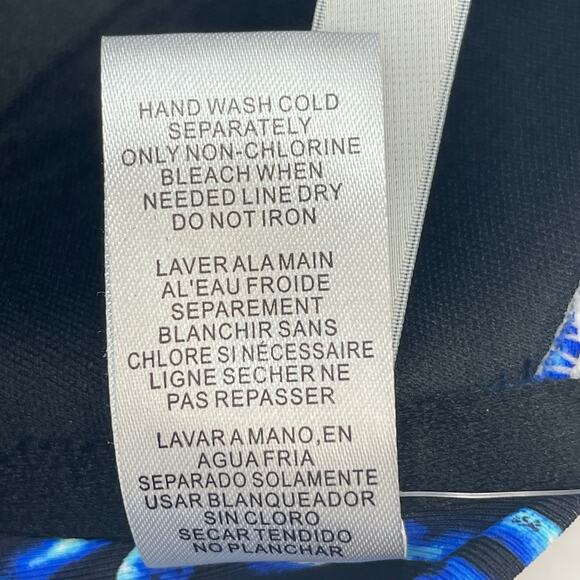 HAND WASH COLD
SEPARATELY
ONLY NON-CHLORINE
BLEACH WHEN
NEEDED LINE DRY
DO NOT IRON
LAVER ALA MAIN
AL'EAU FROIDE
SEPAREMENT
BLANCHIR SANS
CHLORE SI NÉCESSAIRE
LIGNE SECHER NE
PAS REPASSER
LAVAR A MANO, EN
AGUA FRIA
SEPARADO SOLAMENTE
USAR BLANQUEADOR
SIN CLORO
SECAR TENDIDO
NO PLANCHAR